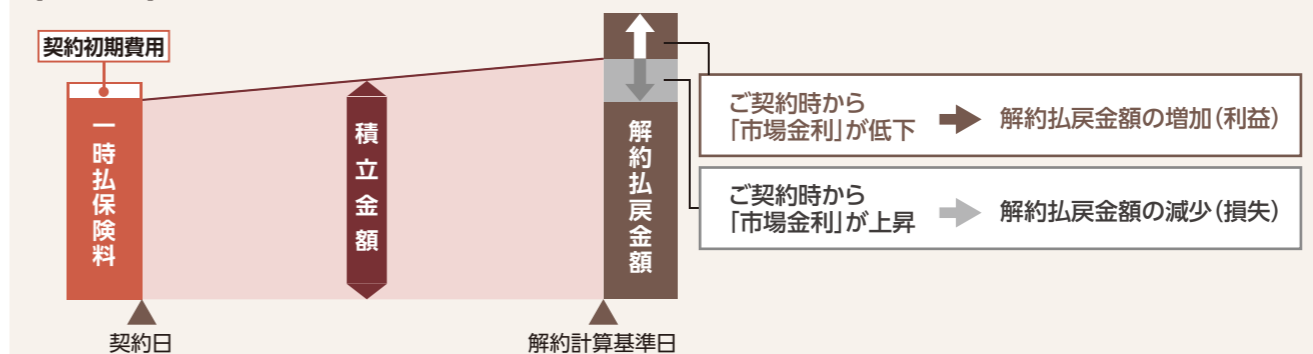 契約初期費用
一時払保険料
積立金額
解約払戻金額
ご契約時から
「市場金利」が低下
解約払戻金額の増加(利益)
ご契約時から
「市場金利」が上昇
解約払戻金額の減少(損失)
契約日
解約計算基準日